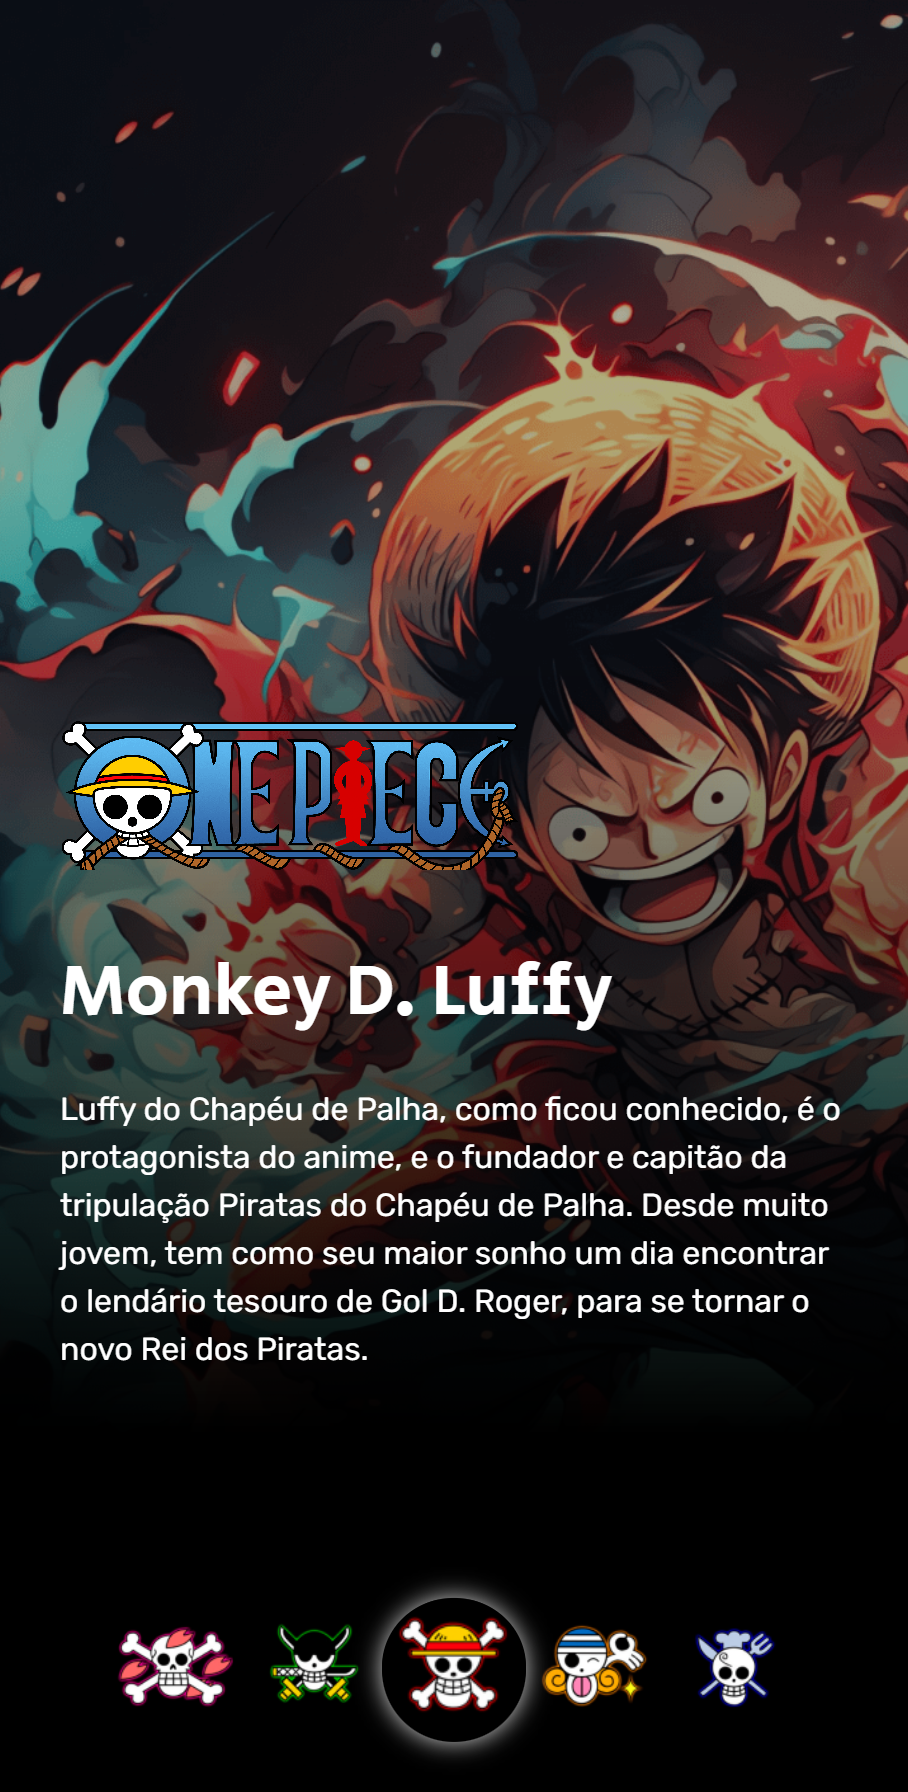 ONE PIECE
Monkey D. Luffy
Luffy do Chapéu de Palha, como ficou conhecido, é o
protagonista do anime, e o fundador e capitão da
tripulação Piratas do Chapéu de Palha. Desde muito
jovem, tem como seu maior sonho um dia encontrar
o lendário tesouro de Gol D. Roger, para se tornar o
novo Rei dos Piratas.